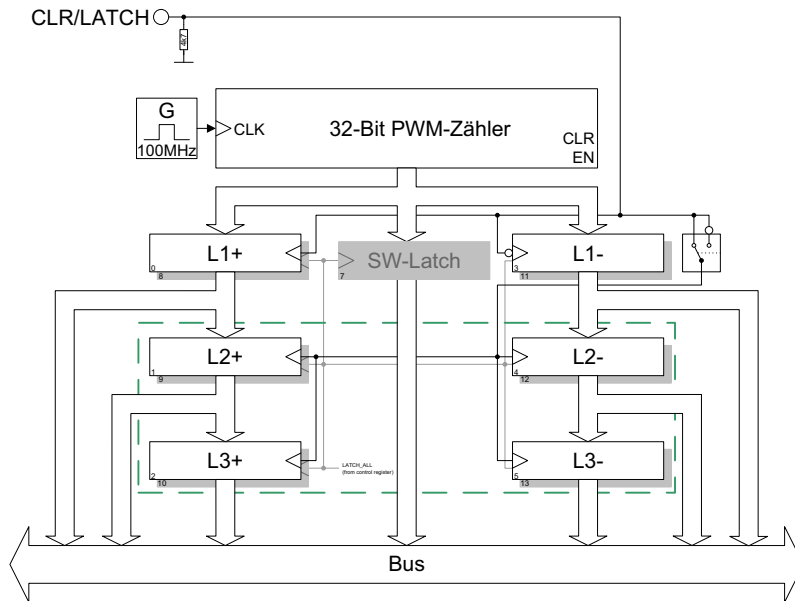 CLR/LATCH
4k7
G
100MHz
CLK
32-Bit PWM-Zähler
CLR
EN
L1+
0
8
SW-Latch
7
L1-
3
11
L2+
1
9
L2-
4
12
L3+
2
10
LATCH_ALL
(from control register)
L3-
5
13
Bus